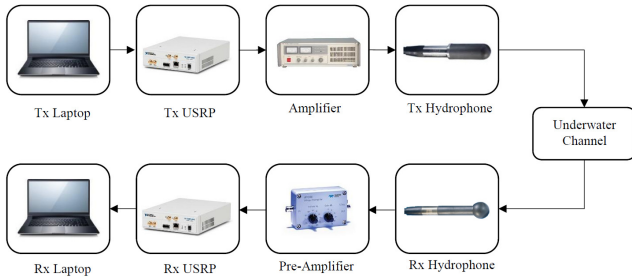 Tx Laptop
Tx USRP
Amplifier
Tx Hydrophone
Underwater
Channel
Rx Laptop
Rx USRP
Pre-Amplifier
Rx Hydrophone